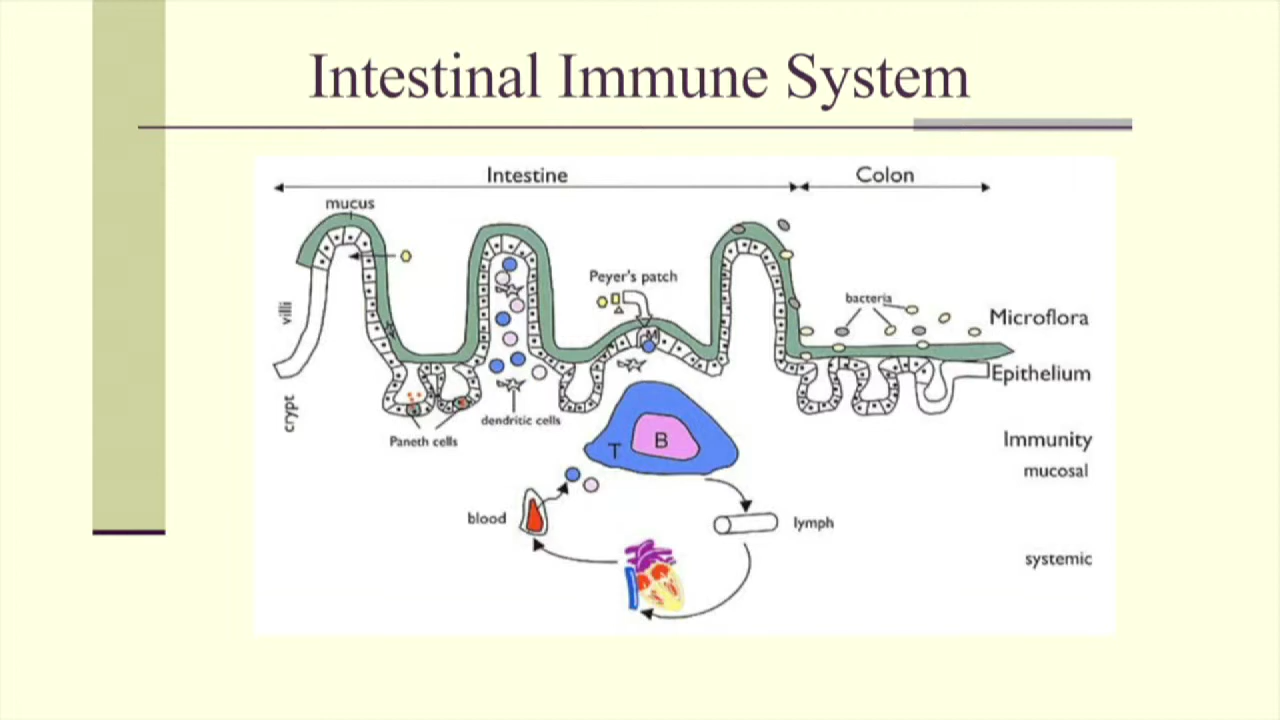 Intestinal Immune System
Intestine
Colon
mucus
Peyer's patch
villi
bacteria
Microflora
M
Epithelium
crypt
dendritic cells
Paneth cells
B
T
Immunity
mucosal
blood
lymph
systemic